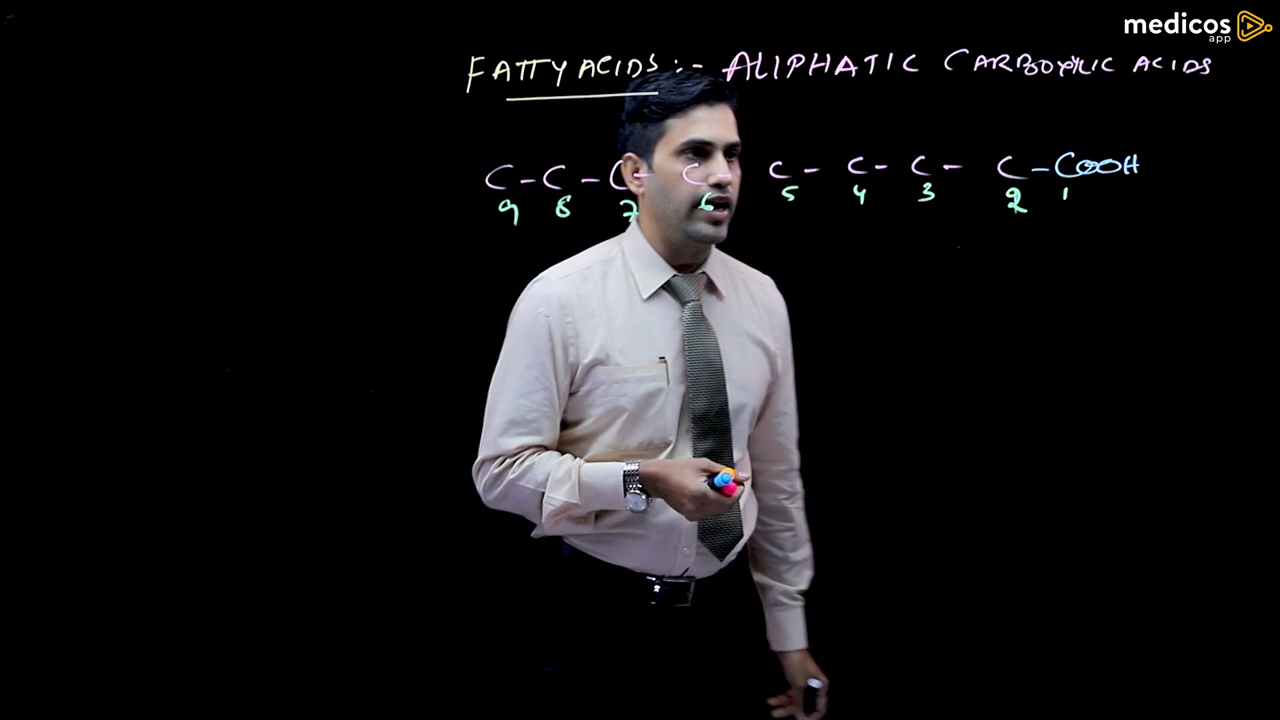 medicos
app
FATTY ACIDS :- ALIPHATIC CARBOXYLIC ACIDS
C - C - C - C C - C - C - C - COOH
9 8 7 6 5 4 3 2 1